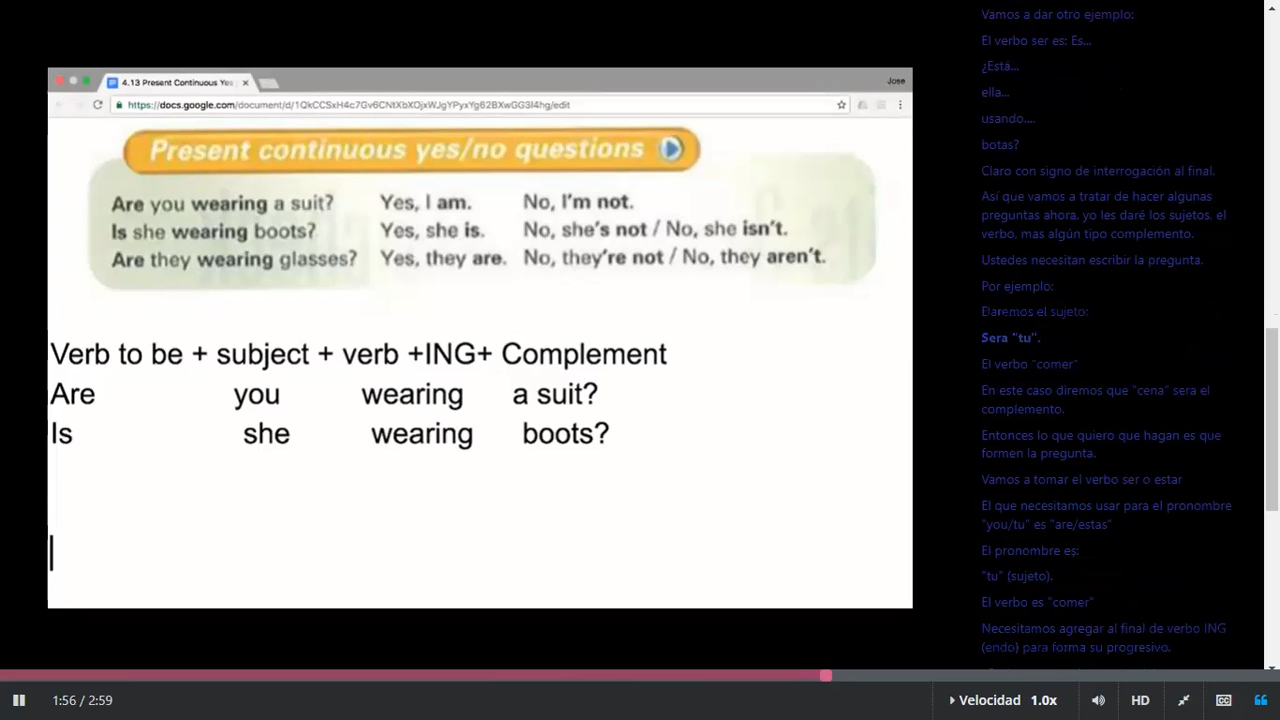 4.13 Present Continuous Yes
Jose
https://docs.google.com/document/d/1QkCCSxH4c7Gv6CNtXbXOjxWJgYPyxYg62BXwGG3l4hg/edit
Present continuous yes/no questions
Are you wearing a suit? Yes, I am. No, I'm not.
Is she wearing boots? Yes, she is. No, she's not / No, she isn't.
Are they wearing glasses? Yes, they are. No, they're not / No, they aren't.
Verb to be + subject + verb +ING+ Complement
Are you wearing a suit?
Is she wearing boots?
Vamos a dar otro ejemplo:
El verbo ser es: Es...
¿Está...
ella...
usando....
botas?
Claro con signo de interrogación al final.
Así que vamos a tratar de hacer algunas
preguntas ahora, yo les daré los sujetos, el
verbo, mas algún tipo complemento.
Ustedes necesitan escribir la pregunta.
Por ejemplo:
Daremos el sujeto:
Sera "tu".
El verbo "comer"
En este caso diremos que "cena" sera el
complemento.
Entonces lo que quiero que hagan es que
formen la pregunta.
Vamos a tomar el verbo ser o estar
El que necesitamos usar para el pronombre
"you/tu" es "are/estas"
El pronombre es:
"tu" (sujeto).
El verbo es "comer"
Necesitamos agregar al final de verbo ING
(endo) para forma su progresivo.
1:56 / 2:59
Velocidad 1.0x
HD
CC